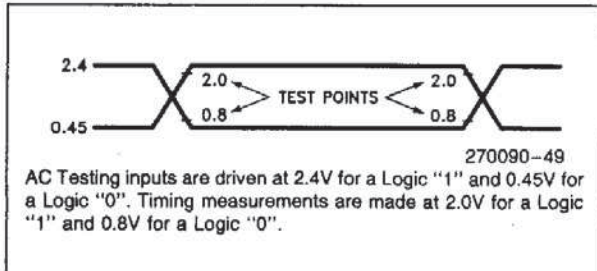 2.4
2.0 2.0
TEST POINTS
0.8 0.8
0.45
270090-49
AC Testing inputs are driven at 2.4V for a Logic "1" and 0.45V for
a Logic "0". Timing measurements are made at 2.0V for a Logic
"1" and 0.8V for a Logic "0".